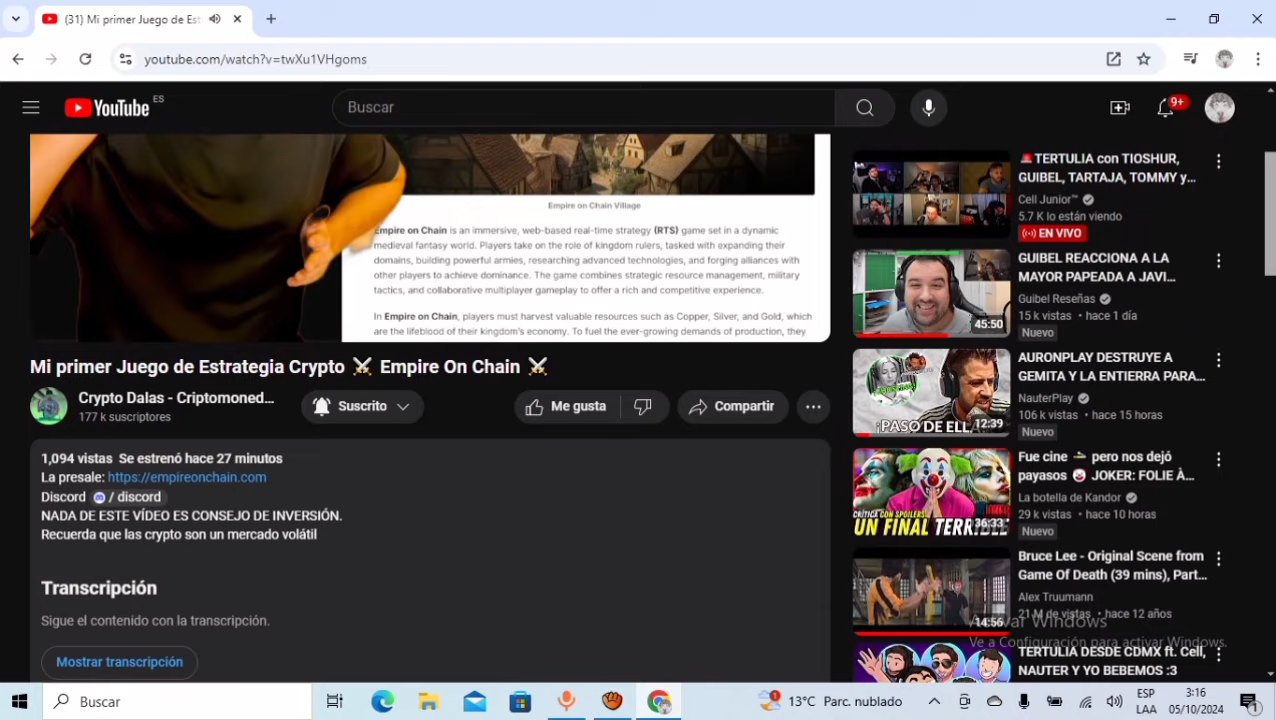 (31) Mi primer Juego de Est
youtube.com/watch?v=twXu1VHgoms
YouTube ES
Buscar
9+
Empire on Chain Village
Empire on Chain is an immersive, web-based real-time strategy (RTS) game set in a dynamic
medieval fantasy world. Players take on the role of kingdom rulers, tasked with expanding their
domains, building powerful armies, researching advanced technologies, and forging alliances with
other players to achieve dominance. The game combines strategic resource management, military
tactics, and collaborative multiplayer gameplay to offer a rich and competitive experience.
In Empire on Chain, players must harvest valuable resources such as Copper, Silver, and Gold, which
are the lifeblood of their kingdom's economy. To fuel the ever-growing demands of production, they
Mi primer Juego de Estrategia Crypto ⚔️ Empire On Chain ⚔️
Crypto Dalas - Criptomoned...
177 k suscriptores
Suscrito
Me gusta
Compartir
1,094 vistas Se estrenó hace 27 minutos
La presale: https://empireonchain.com
Discord / discord
NADA DE ESTE VÍDEO ES CONSEJO DE INVERSIÓN.
Recuerda que las crypto son un mercado volátil
Transcripción
Sigue el contenido con la transcripción.
Mostrar transcripción
🚨TERTULIA con TIOSHUR,
GUIBEL, TARTAJA, TOMMY y...
Cell Junior™
5.7 K lo están viendo
EN VIVO
GUIBEL REACCIONA A LA
MAYOR PAPEADA A JAVI...
Guibel Reseñas
15 k vistas • hace 1 día
Nuevo
45:50
AURONPLAY DESTRUYE A
GEMITA Y LA ENTIERRA PARA...
NauterPlay
106 k vistas • hace 15 horas
Nuevo
¡PASO DE ELLA
12:39
Fue cine 🚬 pero nos dejó
payasos 🤡 JOKER: FOLIE À...
La botella de Kandor
29 k vistas • hace 10 horas
Nuevo
CRÍTICA CON SPOILERS
UN FINAL TERRIBLE
36:33
Bruce Lee - Original Scene from
Game Of Death (39 mins), Part...
Alex Truumann
21 M de vistas • hace 12 años
14:56
TERTULIA DESDE CDMX ft. Cell,
NAUTER Y YO BEBEMOS :3
Activar Windows
Ve a Configuración para activar Windows.
Buscar
1
13°C Parc. nublado
ESP
LAA
3:16
05/10/2024
1